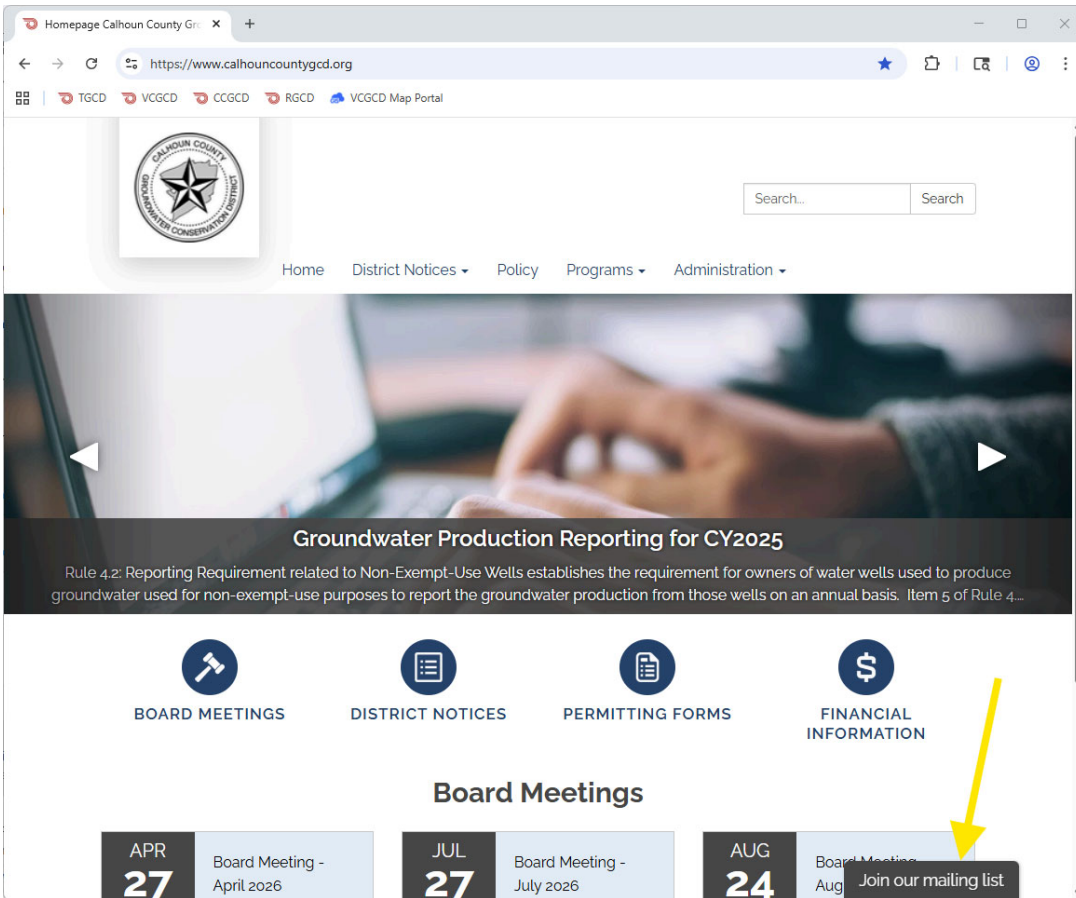 Homepage Calhoun County Gro
https://www.calhouncountygcd.org
TGCD VCGCD CCGCD RGCD VCGCD Map Portal
CALHOUN COUNTY
GROUNDWATER CONSERVATION DISTRICT
Search... Search
Home District Notices Policy Programs Administration
Groundwater Production Reporting for CY2025
Rule 4.2: Reporting Requirement related to Non-Exempt-Use Wells establishes the requirement for owners of water wells used to produce
groundwater used for non-exempt-use purposes to report the groundwater production from those wells on an annual basis. Item 5 of Rule 4....
BOARD MEETINGS DISTRICT NOTICES PERMITTING FORMS FINANCIAL
INFORMATION
Board Meetings
APR
27
Board Meeting -
April 2026
JUL
27
Board Meeting -
July 2026
AUG
24
Board Meeting
Aug
Join our mailing list